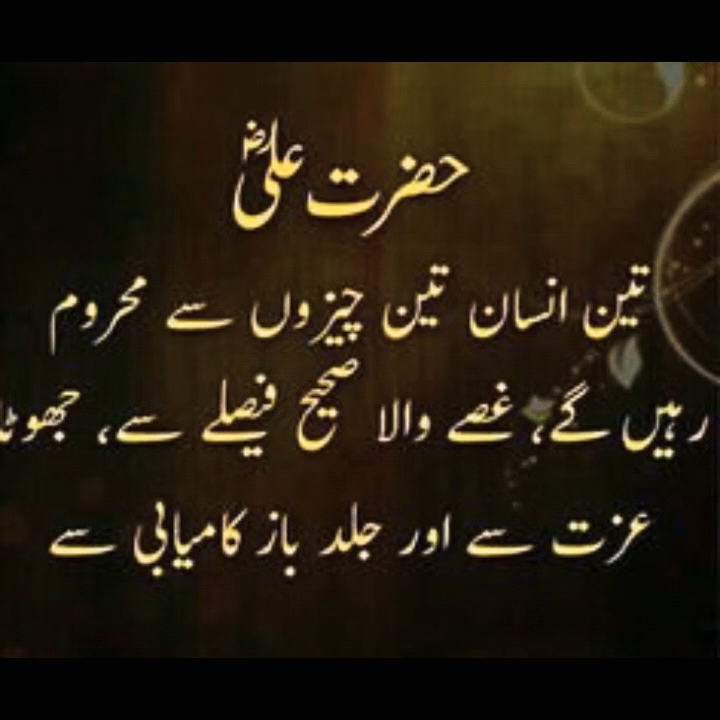 حضرت علیؓ
تین انسان تین چیزوں سے محروم
رہیں گے، غصے والا صحیح فیصلے سے، جھوٹا
عزت سے اور جلد باز کامیابی سے